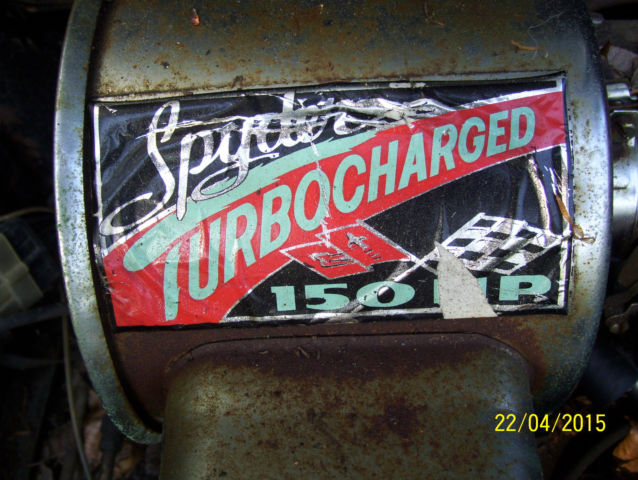 Spyder
TURBOCHARGED
150 HP
22/04/2015